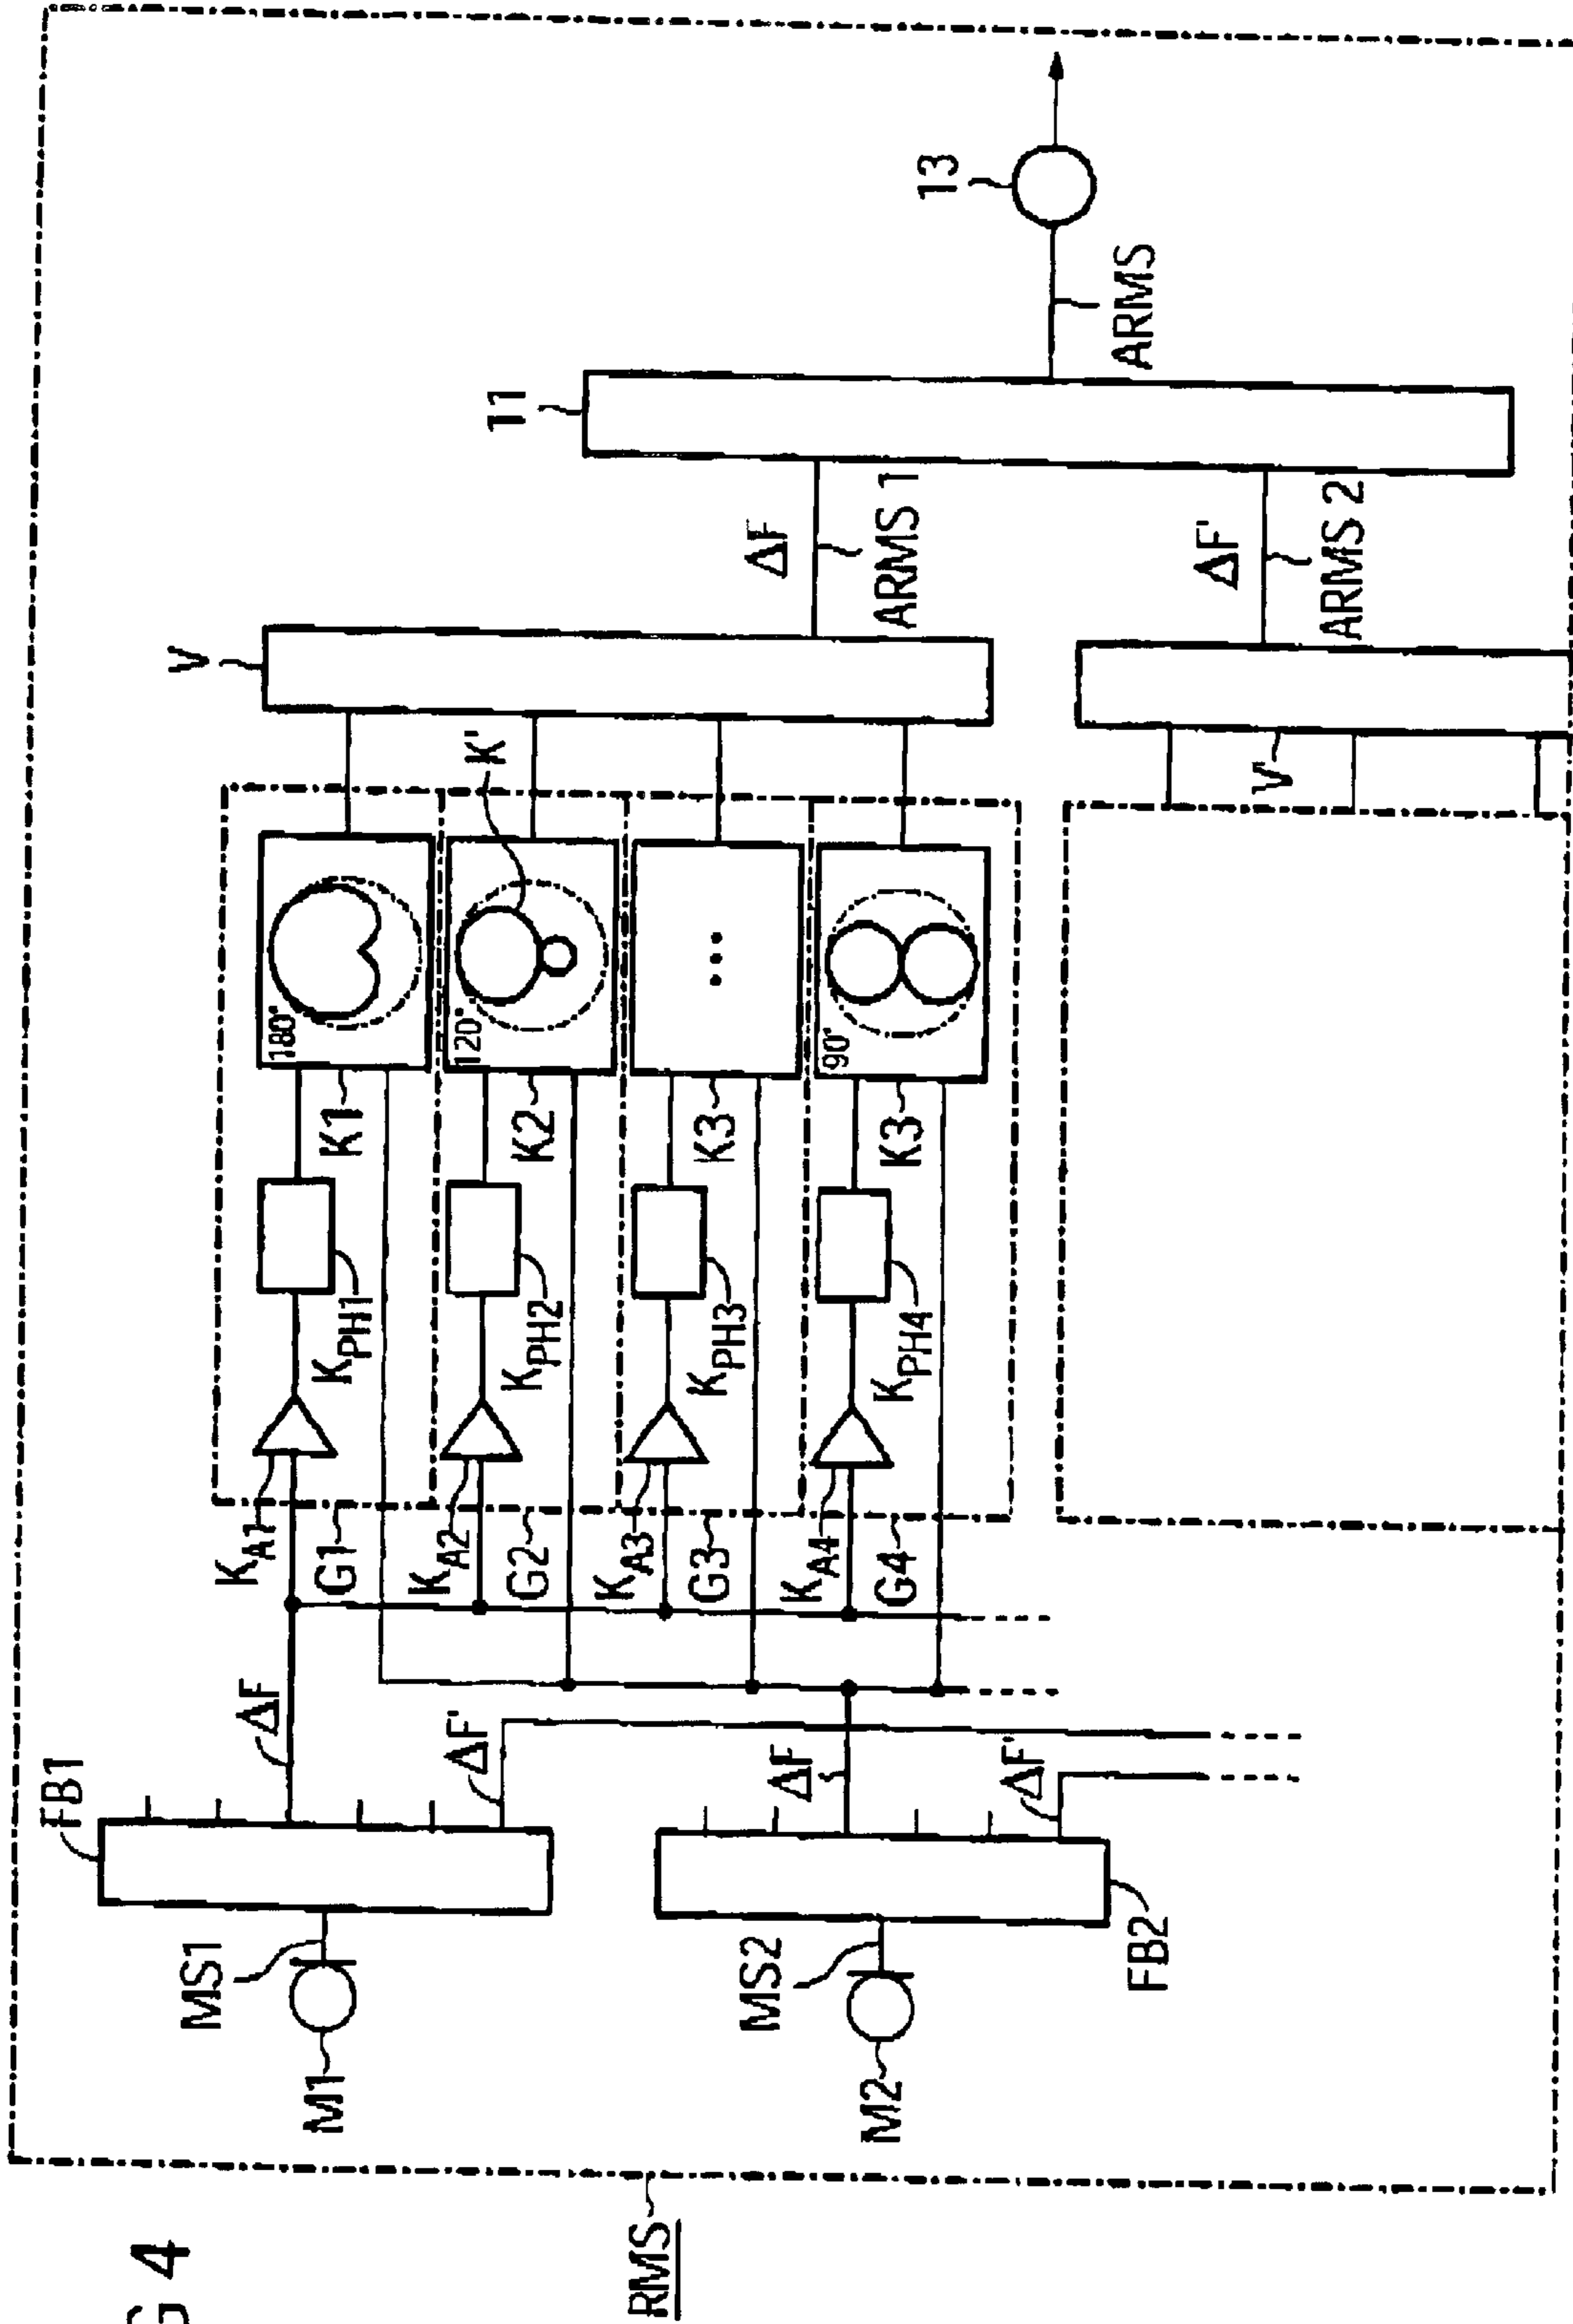 G 4
RMS
M1
MS1
FB1
ΔF
ΔF'
M2
MS2
FB2
ΔF
ΔF'
KA1
G1
KPH1
K1
180°
KA2
G2
KPH2
K2
120°
K'
KA3
G3
KPH3
K3
...
KA4
G4
KPH4
K3
90°
V
ΔF
ARMS 1
V
ΔF'
ARMS 2
11
ARMS
13